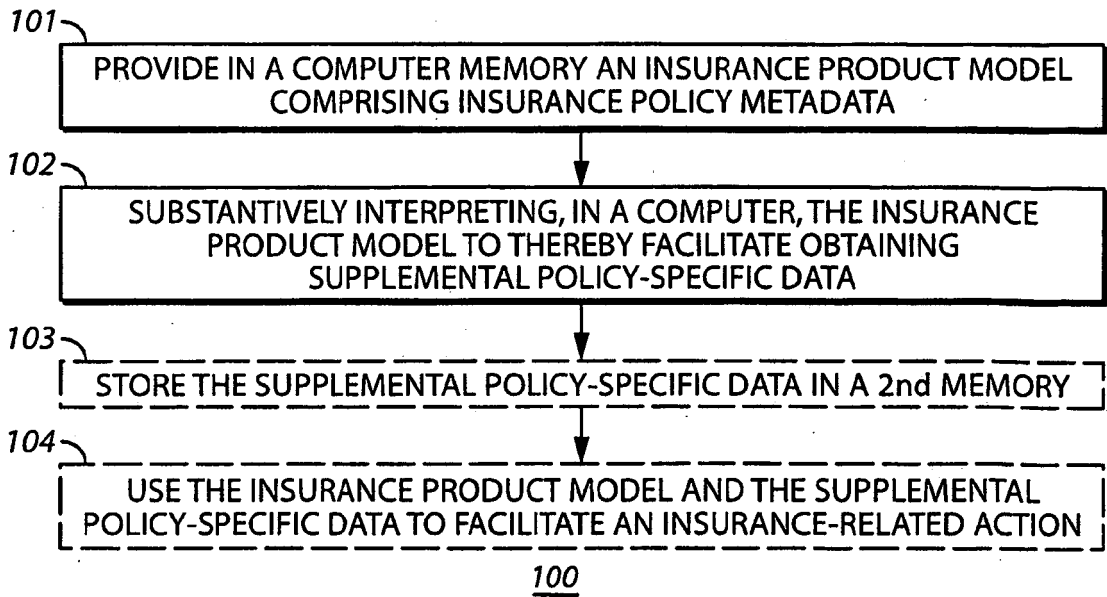 101
PROVIDE IN A COMPUTER MEMORY AN INSURANCE PRODUCT MODEL
COMPRISING INSURANCE POLICY METADATA
102
SUBSTANTIVELY INTERPRETING, IN A COMPUTER, THE INSURANCE
PRODUCT MODEL TO THEREBY FACILITATE OBTAINING
SUPPLEMENTAL POLICY-SPECIFIC DATA
103
STORE THE SUPPLEMENTAL POLICY-SPECIFIC DATA IN A 2nd MEMORY
104
USE THE INSURANCE PRODUCT MODEL AND THE SUPPLEMENTAL
POLICY-SPECIFIC DATA TO FACILITATE AN INSURANCE-RELATED ACTION
100